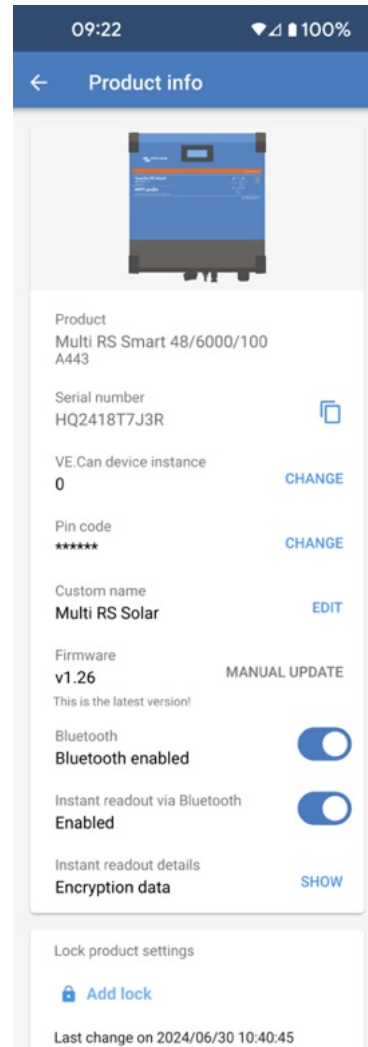 09:22
100%
Product info
Product
Multi RS Smart 48/6000/100
A443
Serial number
HQ2418T7J3R
VE.Can device instance
0
CHANGE
Pin code
******
CHANGE
Custom name
Multi RS Solar
EDIT
Firmware
v1.26
MANUAL UPDATE
This is the latest version!
Bluetooth
Bluetooth enabled
Instant readout via Bluetooth
Enabled
Instant readout details
Encryption data
SHOW
Lock product settings
Add lock
Last change on 2024/06/30 10:40:45